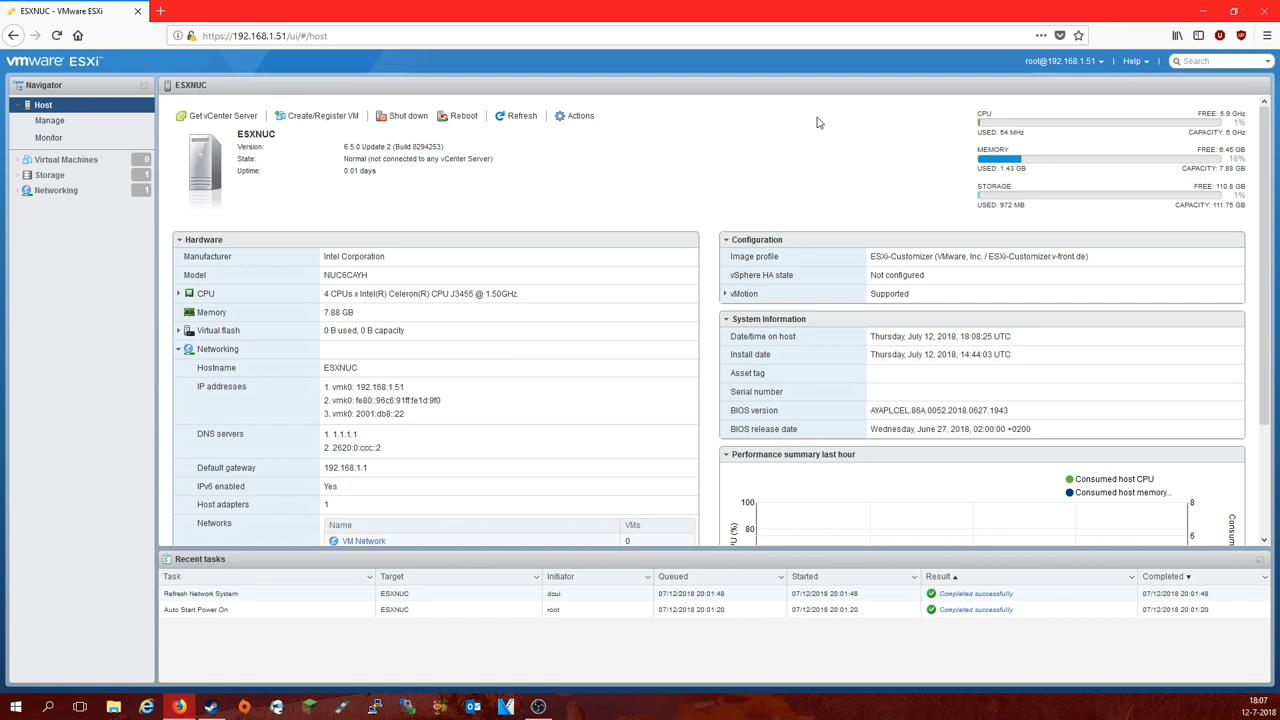 ESXNUC - VMware ESXi
https://192.168.1.51/ui/#/host
vmware ESXi
root@192.168.1.51
Help
Search
Navigator
Host
Manage
Monitor
Virtual Machines 0
Storage 1
Networking 1
ESXNUC
Get vCenter Server
Create/Register VM
Shut down
Reboot
Refresh
Actions
ESXNUC
Version: 6.5.0 Update 2 (Build 8294253)
State: Normal (not connected to any vCenter Server)
Uptime: 0.01 days
CPU FREE: 5.9 GHz
1%
USED: 54 MHz CAPACITY: 6 GHz
MEMORY FREE: 6.45 GB
18%
USED: 1.43 GB CAPACITY: 7.88 GB
STORAGE FREE: 110.8 GB
1%
USED: 972 MB CAPACITY: 111.75 GB
Hardware
Manufacturer Intel Corporation
Model NUC6CAYH
CPU 4 CPUs x Intel(R) Celeron(R) CPU J3455 @ 1.50GHz
Memory 7.88 GB
Virtual flash 0 B used, 0 B capacity
Networking
Hostname ESXNUC
IP addresses 1. vmk0: 192.168.1.51
2. vmk0: fe80::96c6:91ff:fe1d:9f0
3. vmk0: 2001:db8::22
DNS servers 1. 1.1.1.1
2. 2620:0:ccc::2
Default gateway 192.168.1.1
IPv6 enabled Yes
Host adapters 1
Networks Name VMs
VM Network 0
Configuration
Image profile ESXi-Customizer (VMware, Inc. / ESXi-Customizer.v-front.de)
vSphere HA state Not configured
vMotion Supported
System Information
Date/time on host Thursday, July 12, 2018, 18:08:25 UTC
Install date Thursday, July 12, 2018, 14:44:03 UTC
Asset tag
Serial number
BIOS version AYAPLCEL.86A.0052.2018.0627.1943
BIOS release date Wednesday, June 27, 2018, 02:00:00 +0200
Performance summary last hour
Consumed host CPU
Consumed host memory...
100 8
80 6
Recent tasks
Task Target Initiator Queued Started Result Completed
Refresh Network System ESXNUC dcui 07/12/2018 20:01:48 07/12/2018 20:01:48 Completed successfully 07/12/2018 20:01:48
Auto Start Power On ESXNUC root 07/12/2018 20:01:20 07/12/2018 20:01:20 Completed successfully 07/12/2018 20:01:20
18:07
12-7-2018